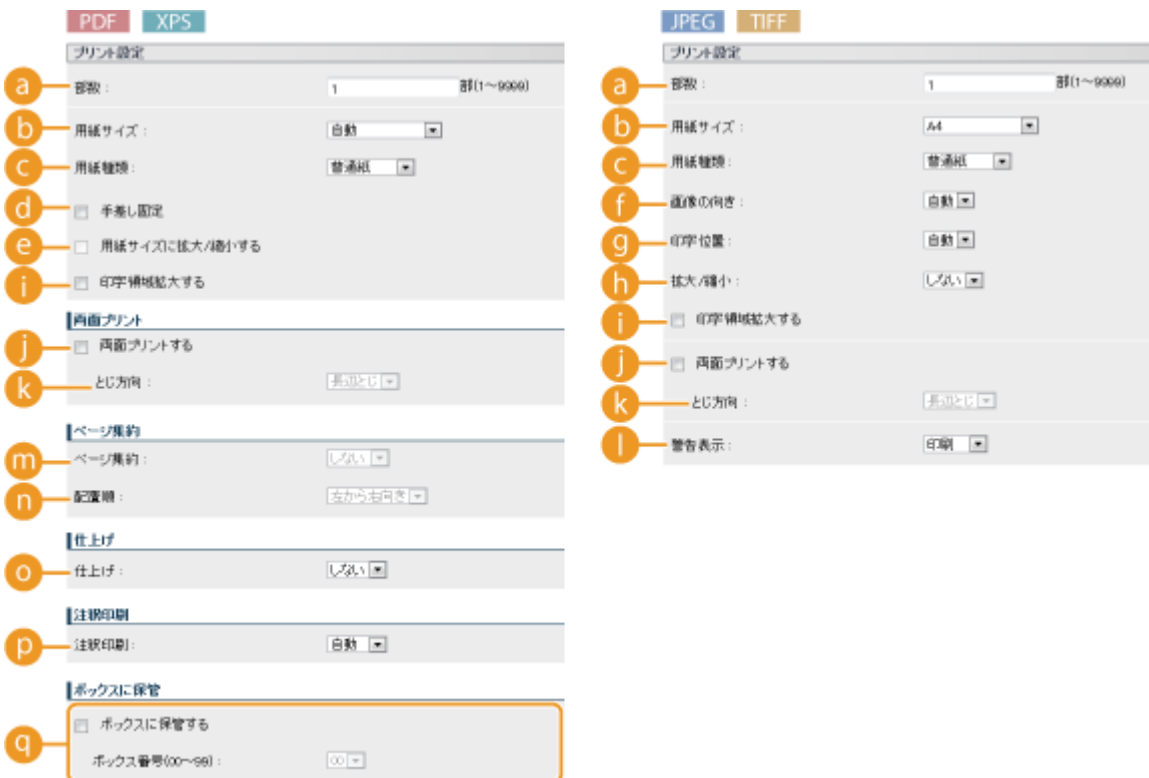 PDF XPS
プリント設定
a 部数 : 1 部(1～9999)
b 用紙サイズ : 自動
c 用紙種類 : 普通紙
d 手差し固定
e 用紙サイズに拡大/縮小する
i 印字領域拡大する
両面プリント
j 両面プリントする
k とじ方向 : 長辺とじ
ページ集約
m ページ集約 : しない
n 配置順 : 左から右向き
仕上げ
o 仕上げ : しない
注釈印刷
p 注釈印刷 : 自動
ボックスに保管
q ボックスに保管する
ボックス番号(00～99) : 00
JPEG TIFF
プリント設定
a 部数 : 1 部(1～9999)
b 用紙サイズ : A4
c 用紙種類 : 普通紙
f 画像の向き : 自動
g 印字位置 : 自動
h 拡大/縮小 : しない
i 印字領域拡大する
j 両面プリントする
k とじ方向 : 長辺とじ
l 警告表示 : 印刷